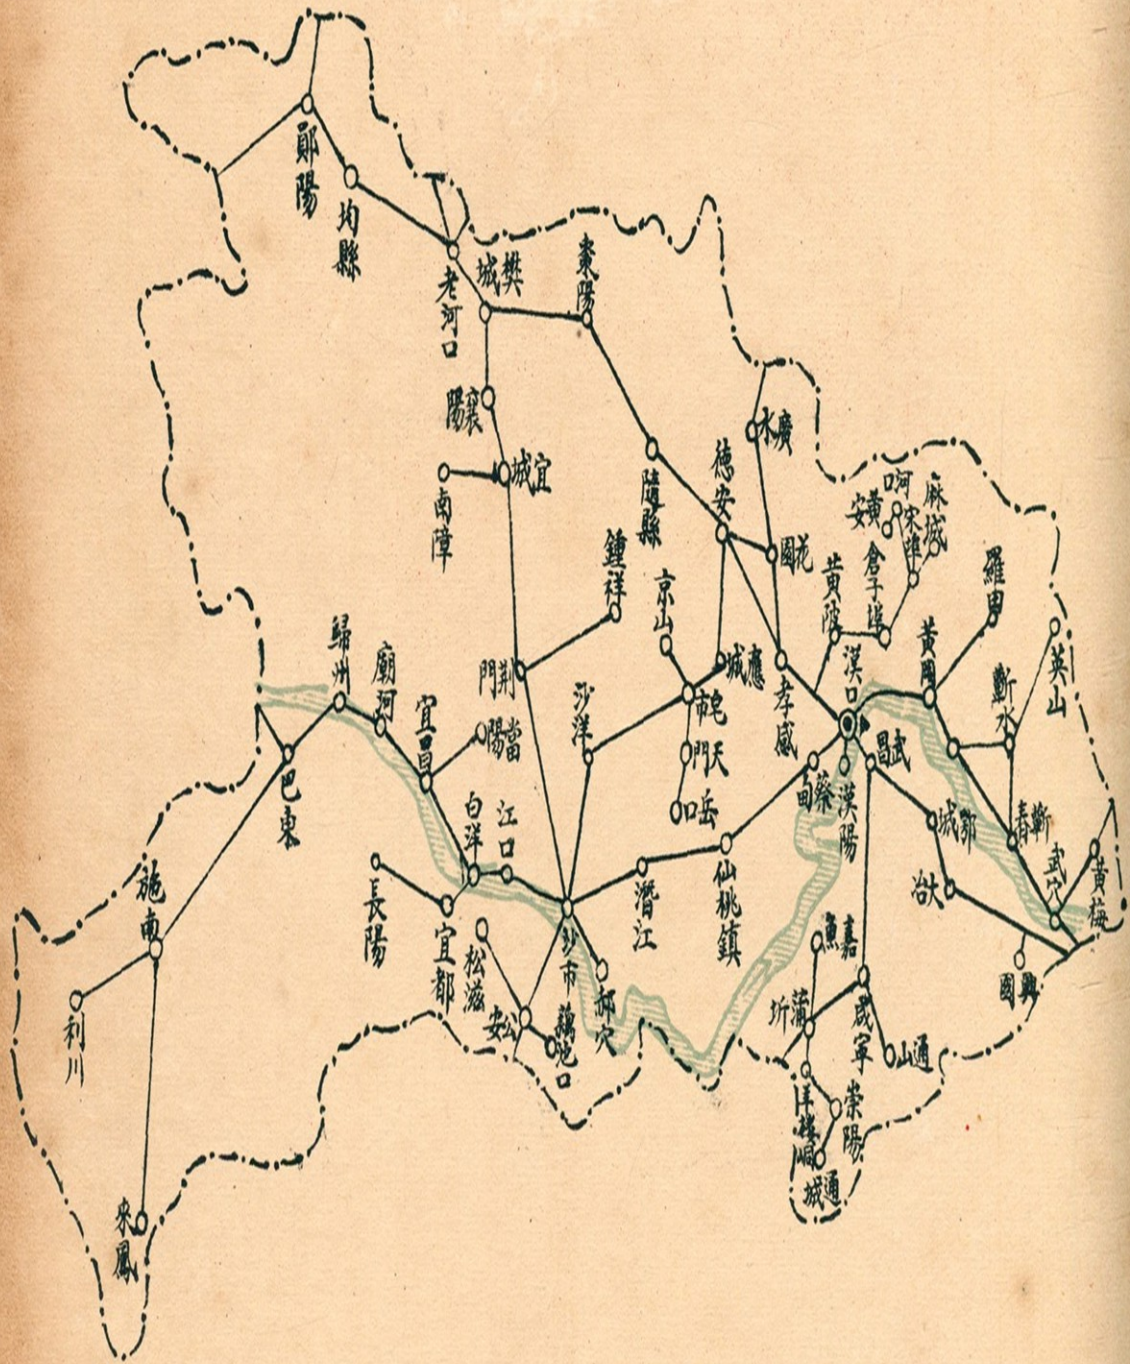 鄖陽
均縣
老河口
樊城
棗陽
襄陽
宜城
南障
隨縣
德安
廣水
花園
鍾祥
京山
應城
荆門
沙洋
皂市
天門
岳口
孝感
黃陂
倉子埠
宋埠
黃安
河口
麻城
羅田
黃岡
漢口
漢陽
武昌
蔡甸
英山
蘄水
蘄春
武穴
黃梅
鄂城
大冶
興國
歸州
廟河
宜昌
當陽
巴東
白洋
江口
長陽
宜都
松滋
沙市
潛江
仙桃鎮
郝穴
公安
藕池口
施南
利川
來鳳
嘉魚
蒲圻
咸寧
通山
羊樓峒
崇陽
通城